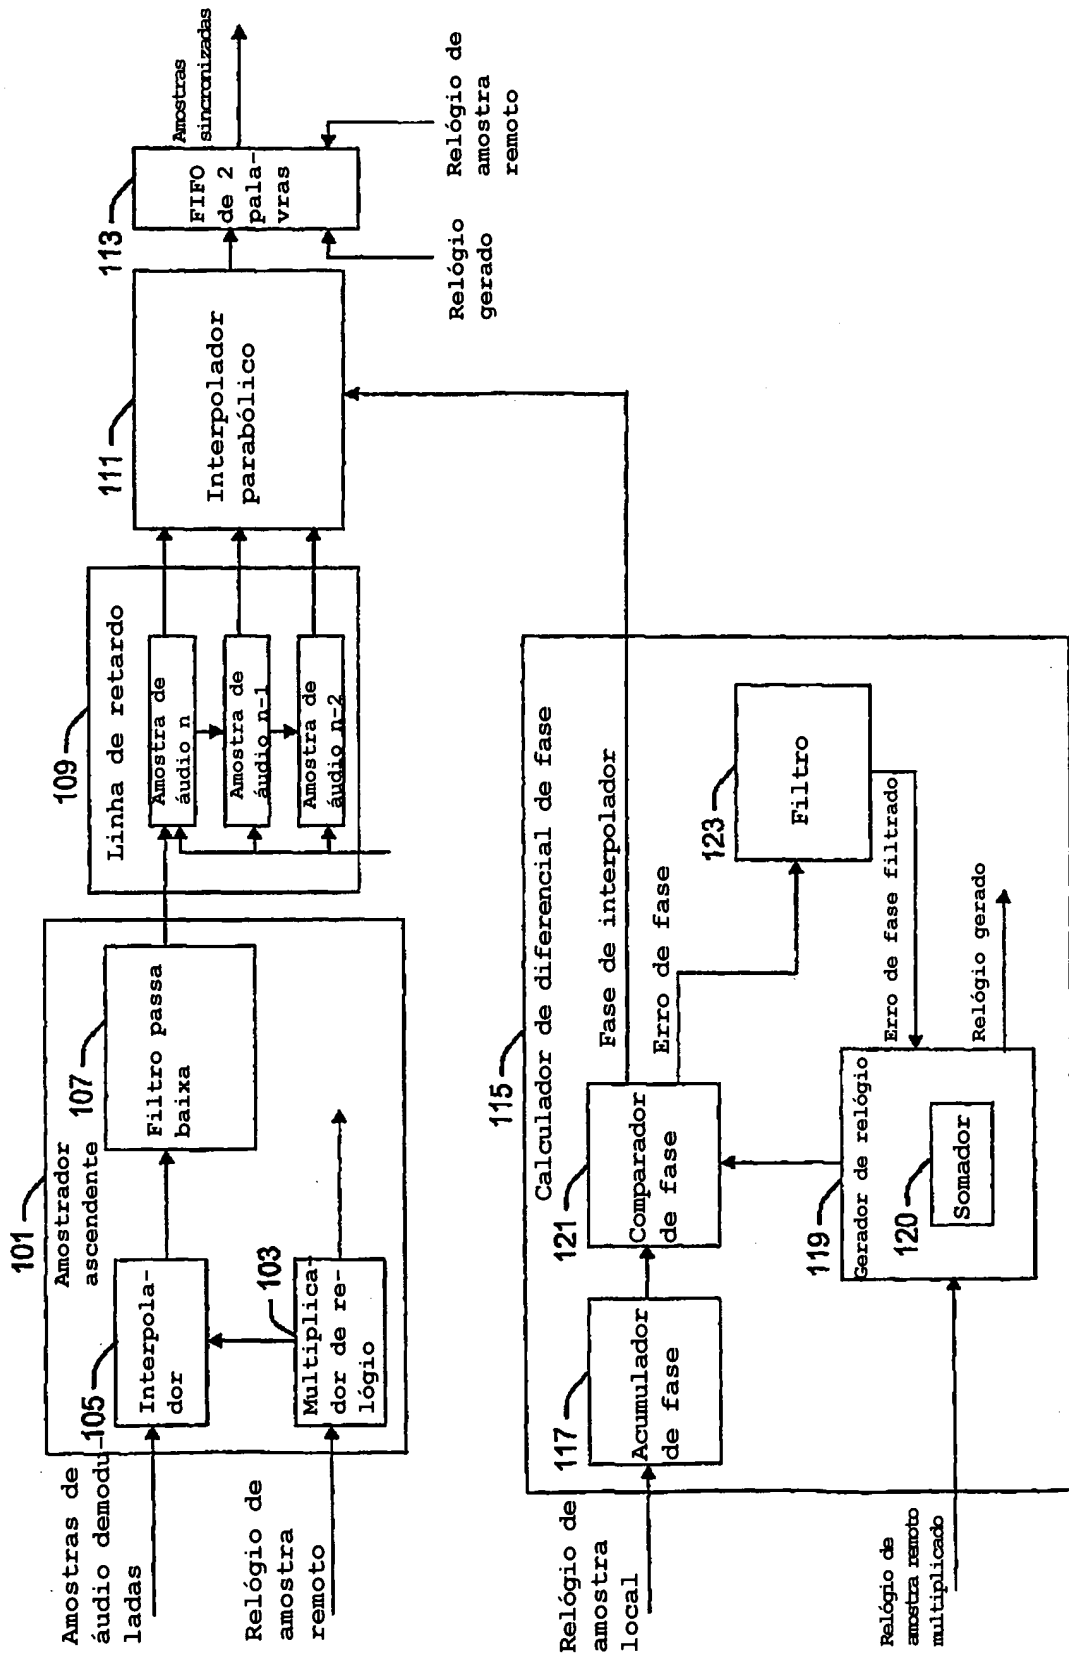 101
Amostrador
ascendente
105
Interpola-
dor
103
Multiplica-
dor de re-
lógio
107
Filtro passa
baixa
Amostras de
áudio demodu-
ladas
Relógio de
amostra
remoto
109
Linha de retardo
Amostra de
áudio n
Amostra de
áudio n-1
Amostra de
áudio n-2
111
Interpolador
parabólico
113
FIFO
de 2
pala-
vras
Amostras
sincronizadas
Relógio
gerado
Relógio de
amostra
remoto
115
Calculador de diferencial de fase
Fase de interpolador
Erro de fase
117
Acumulador
de fase
121
Comparador
de fase
123
Filtro
Erro de fase filtrado
Relógio gerado
119
Gerador de relógio
120
Somador
Relógio de
amostra
local
Relógio de
amostra remoto
multiplicado